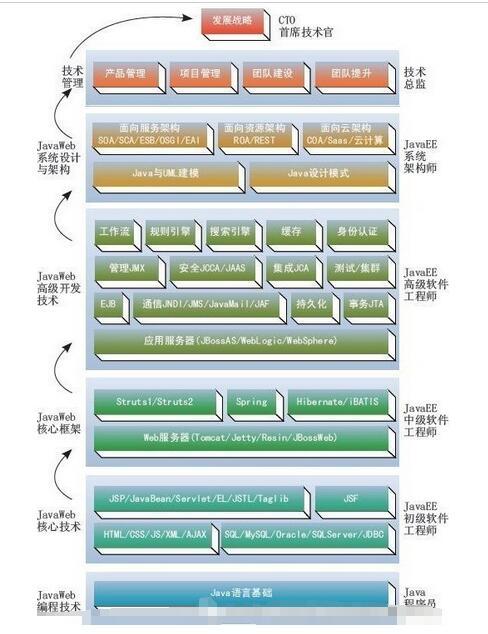 发展战略
CTO
首席技术官
技术
管理
产品管理
项目管理
团队建设
团队提升
技术
总监
JavaWeb
系统设计
与架构
面向服务架构
SOA/SCA/ESB/OSGI/EAI
面向资源架构
ROA/REST
面向云架构
COA/Saas/云计算
Java与UML建模
Java设计模式
JavaEE
系统
架构师
JavaWeb
高级开发
技术
工作流
规则引擎
搜索引擎
缓存
身份认证
管理JMX
安全JCCA/JAAS
集成JCA
测试/集群
EJB
通信JNDI/JMS/JavaMail/JAF
持久化
事务JTA
应用服务器(JBossAS/WebLogic/WebSphere)
JavaEE
高级软件
工程师
JavaWeb
核心框架
Struts1/Struts2
Spring
Hibernate/iBATIS
Web服务器(Tomcat/Jetty/Resin/JBossWeb)
JavaEE
中级软件
工程师
JavaWeb
核心技术
JSP/JavaBean/Servlet/EL/JSTL/Taglib
JSF
HTML/CSS/JS/XML/AJAX
SQL/MySQL/Oracle/SQLServer/JDBC
JavaEE
初级软件
工程师
JavaWeb
编程技术
Java语言基础
Java
程序员